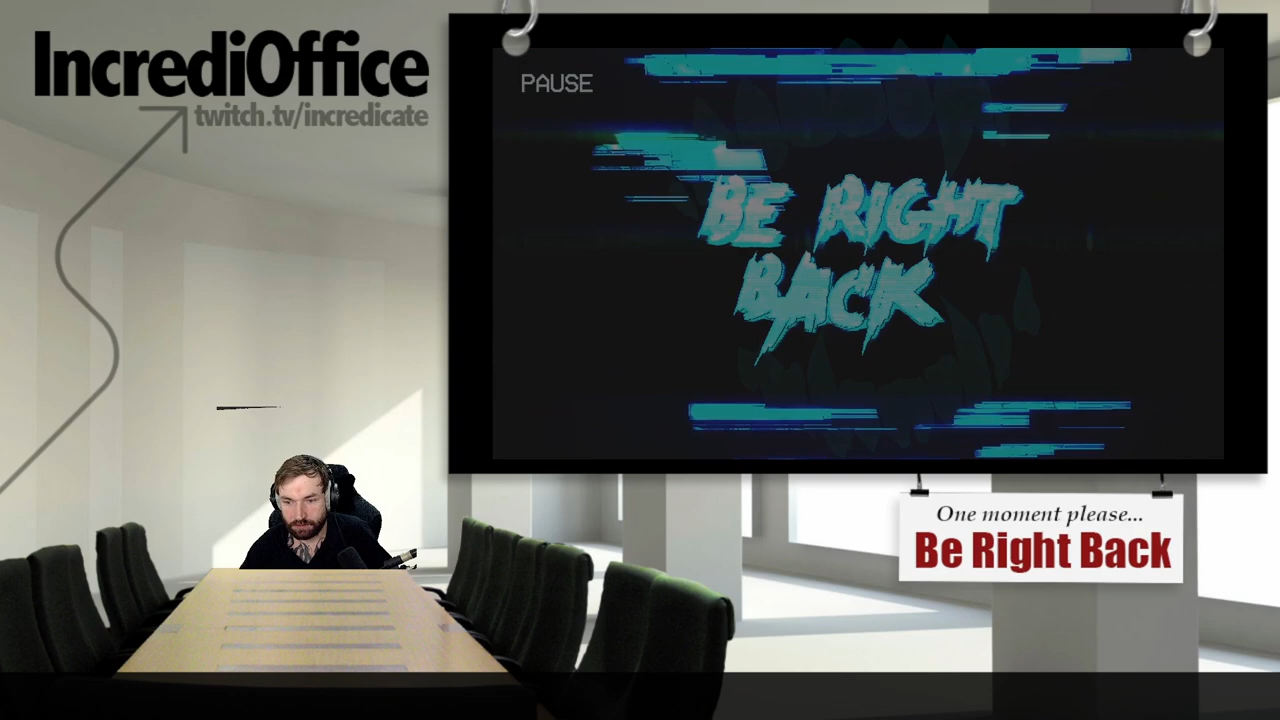 IncrediOffice
twitch.tv/incredicate
PAUSE
BE RIGHT
BACK
One moment please...
Be Right Back